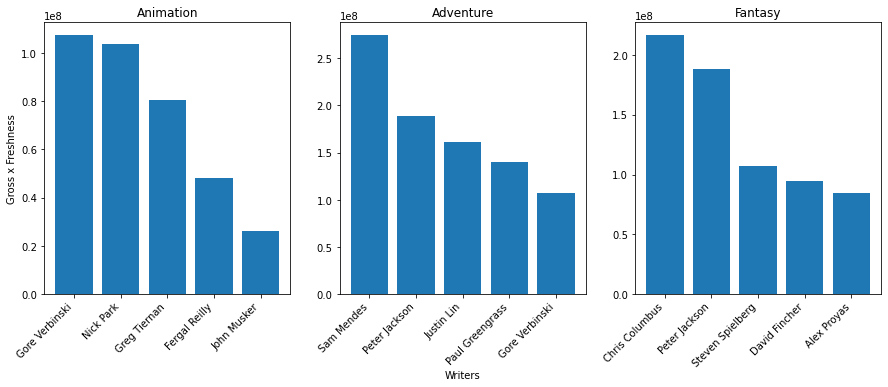 Animation
1e8
1.0
0.8
0.6
0.4
0.2
0.0
Gross x Freshness
Gore Verbinski
Nick Park
Greg Tiernan
Fergal Reilly
John Musker
Adventure
1e8
2.5
2.0
1.5
1.0
0.5
0.0
Sam Mendes
Peter Jackson
Justin Lin
Paul Greengrass
Gore Verbinski
Writers
Fantasy
1e8
2.0
1.5
1.0
0.5
0.0
Chris Columbus
Peter Jackson
Steven Spielberg
David Fincher
Alex Proyas